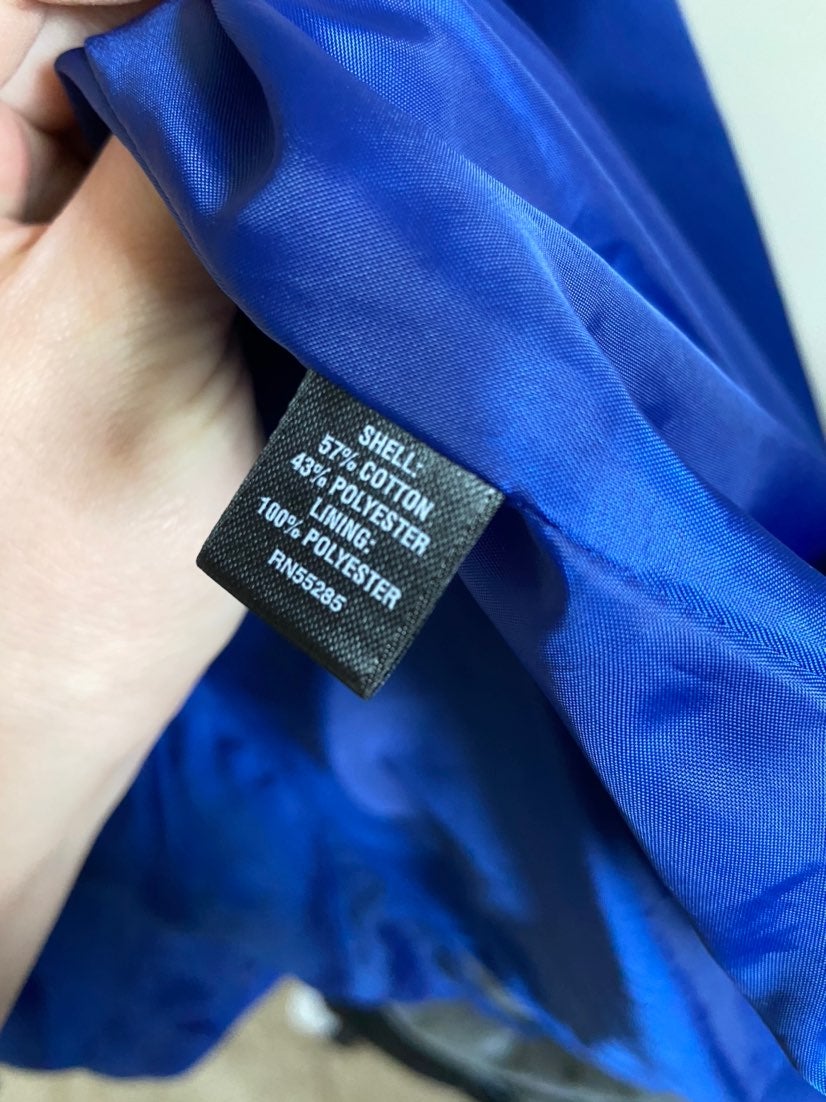 SHELL:
57% COTTON
43% POLYESTER
LINING:
100% POLYESTER
RN55285